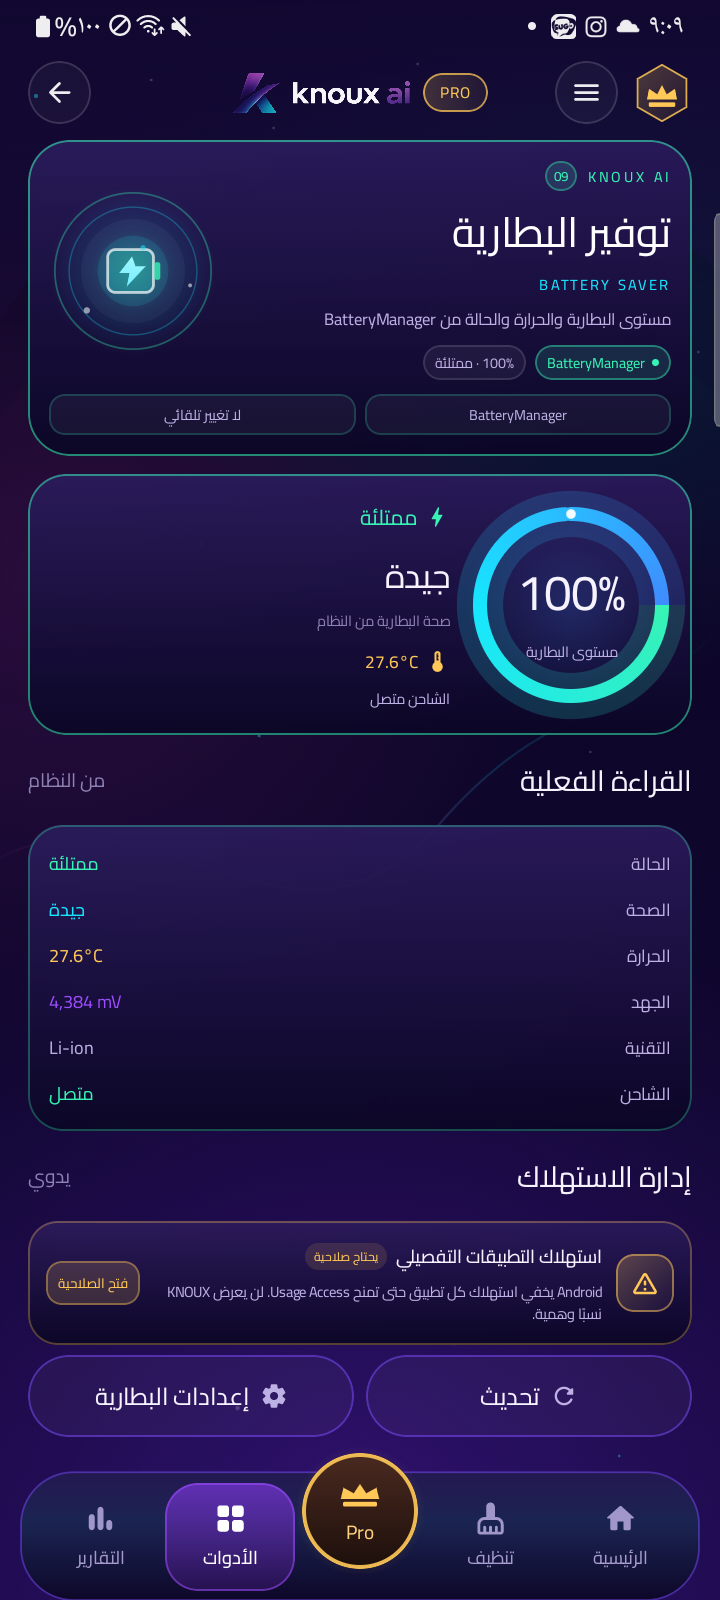 ٩:٠٩
%١٠٠
knoux ai
PRO
KNOUX AI 09
توفير البطارية
BATTERY SAVER
مستوى البطارية والحرارة والحالة من BatteryManager
BatteryManager
100% · ممتلئة
BatteryManager
لا تغيير تلقائي
100%
مستوى البطارية
ممتلئة
جيدة
صحة البطارية من النظام
27.6°C
الشاحن متصل
القراءة الفعلية
من النظام
الحالة
ممتلئة
الصحة
جيدة
الحرارة
27.6°C
الجهد
4,384 mV
التقنية
Li-ion
الشاحن
متصل
إدارة الاستهلاك
يدوي
استهلاك التطبيقات التفصيلي
يحتاج صلاحية
Android يخفي استهلاك كل تطبيق حتى تمنح Usage Access. لن يعرض KNOUX
نسبًا وهمية.
فتح الصلاحية
تحديث
إعدادات البطارية
الرئيسية
تنظيف
Pro
الأدوات
التقارير